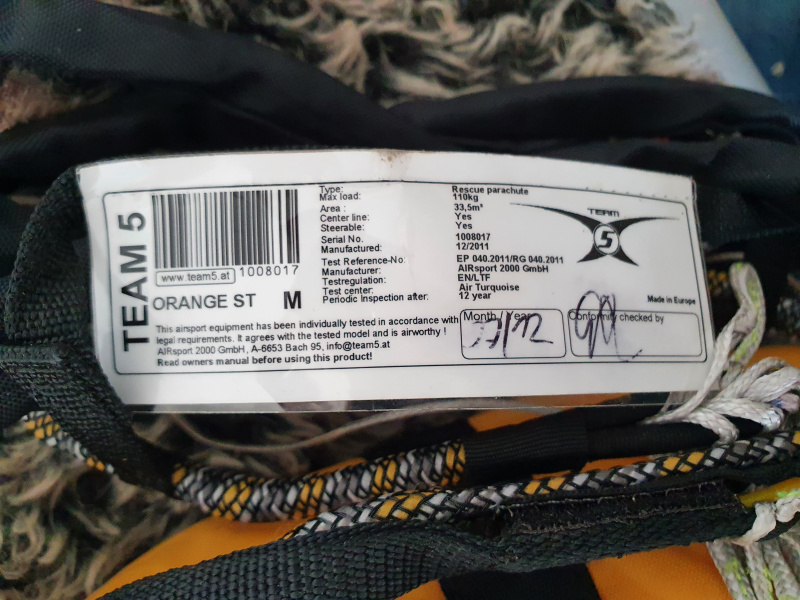 TEAM 5
www.team5.at
1008017
ORANGE ST M
Type: Rescue parachute
Max load: 110kg
Area : 33,5m²
Center line: Yes
Steerable: Yes
Serial No. 1008017
Manufactured: 12/2011
Test Reference-No: EP 040.2011/RG 040.2011
Manufacturer: AIRsport 2000 GmbH
Testregulation: EN/LTF
Test center: Air Turquoise
Periodic Inspection after: 12 year
TEAM
5
Made in Europe
This airsport equipment has been individually tested in accordance with
legal requirements. It agrees with the tested model and is airworthy !
AIRsport 2000 GmbH, A-6653 Bach 95, info@team5.at
Read owners manual before using this product!
Month / Year
Conformity checked by